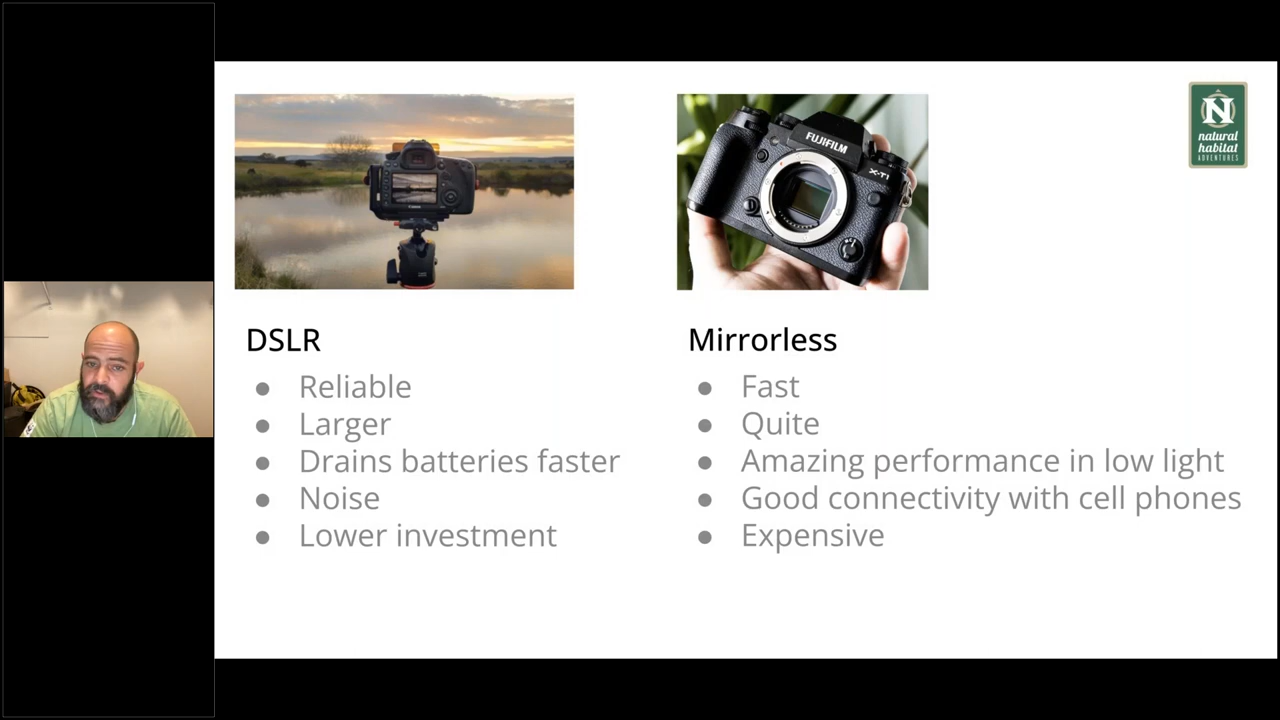 FUJIFILM
X-T1
N
natural
habitat
ADVENTURES
DSLR
● Reliable
● Larger
● Drains batteries faster
● Noise
● Lower investment
Mirrorless
● Fast
● Quite
● Amazing performance in low light
● Good connectivity with cell phones
● Expensive